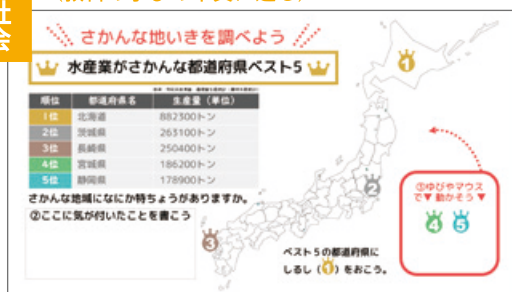 社会
さかんな地いきを調べよう
水産業がさかんな都道府県ベスト5
順位 都道府県名 生産量（単位）
1位 北海道 882300トン
2位 茨城県 263100トン
3位 長崎県 250400トン
4位 宮城県 186200トン
5位 静岡県 178900トン
さかんな地域になにか特ちょうがありますか。
②ここに気が付いたことを書こう
1
2
3
①ゆびやマウス
で▼ 動かそう ▼
4 5
ベスト5の都道府県に
しるし（1）をおこう。